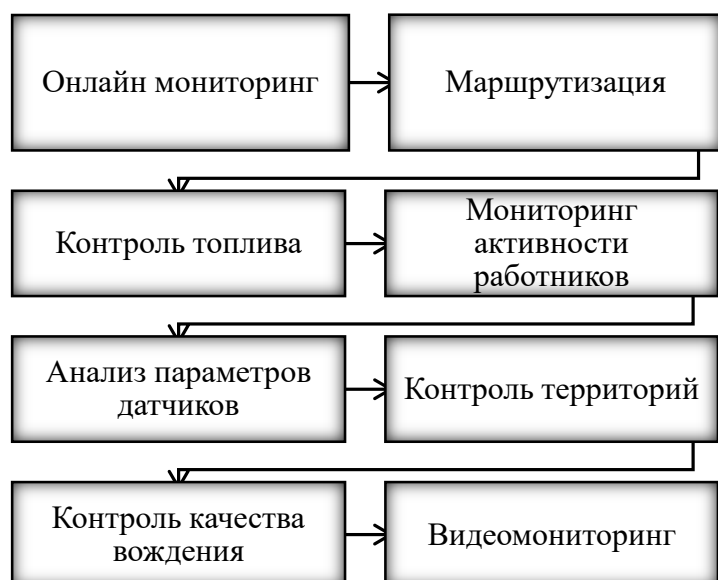 Онлайн мониторинг
Маршрутизация
Контроль топлива
Мониторинг
активности
работников
Анализ параметров
датчиков
Контроль территорий
Контроль качества
вождения
Видеомониторинг